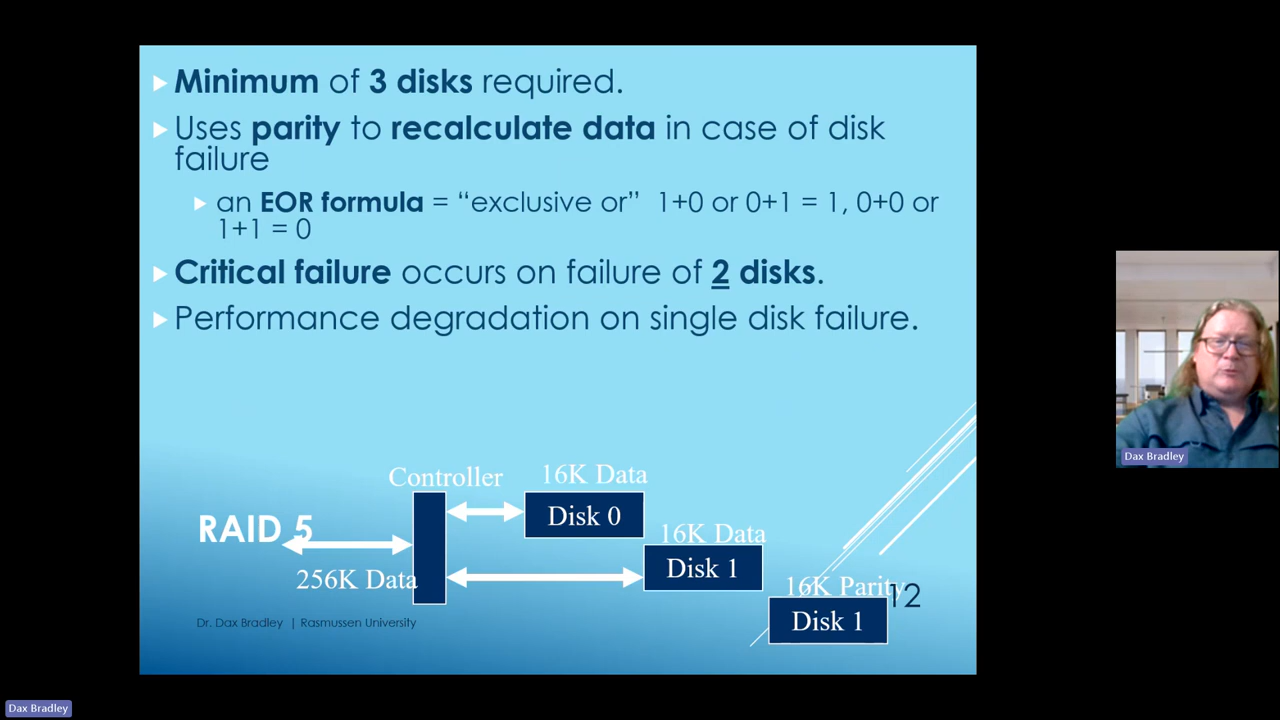 Minimum of 3 disks required.
Uses parity to recalculate data in case of disk
failure
an EOR formula = “exclusive or” 1+0 or 0+1 = 1, 0+0 or
1+1 = 0
Critical failure occurs on failure of 2 disks.
Performance degradation on single disk failure.
Controller
16K Data
Disk 0
RAID 5
16K Data
Disk 1
256K Data
16K Parity
12
Disk 1
Dr. Dax Bradley | Rasmussen University
Dax Bradley
Dax Bradley